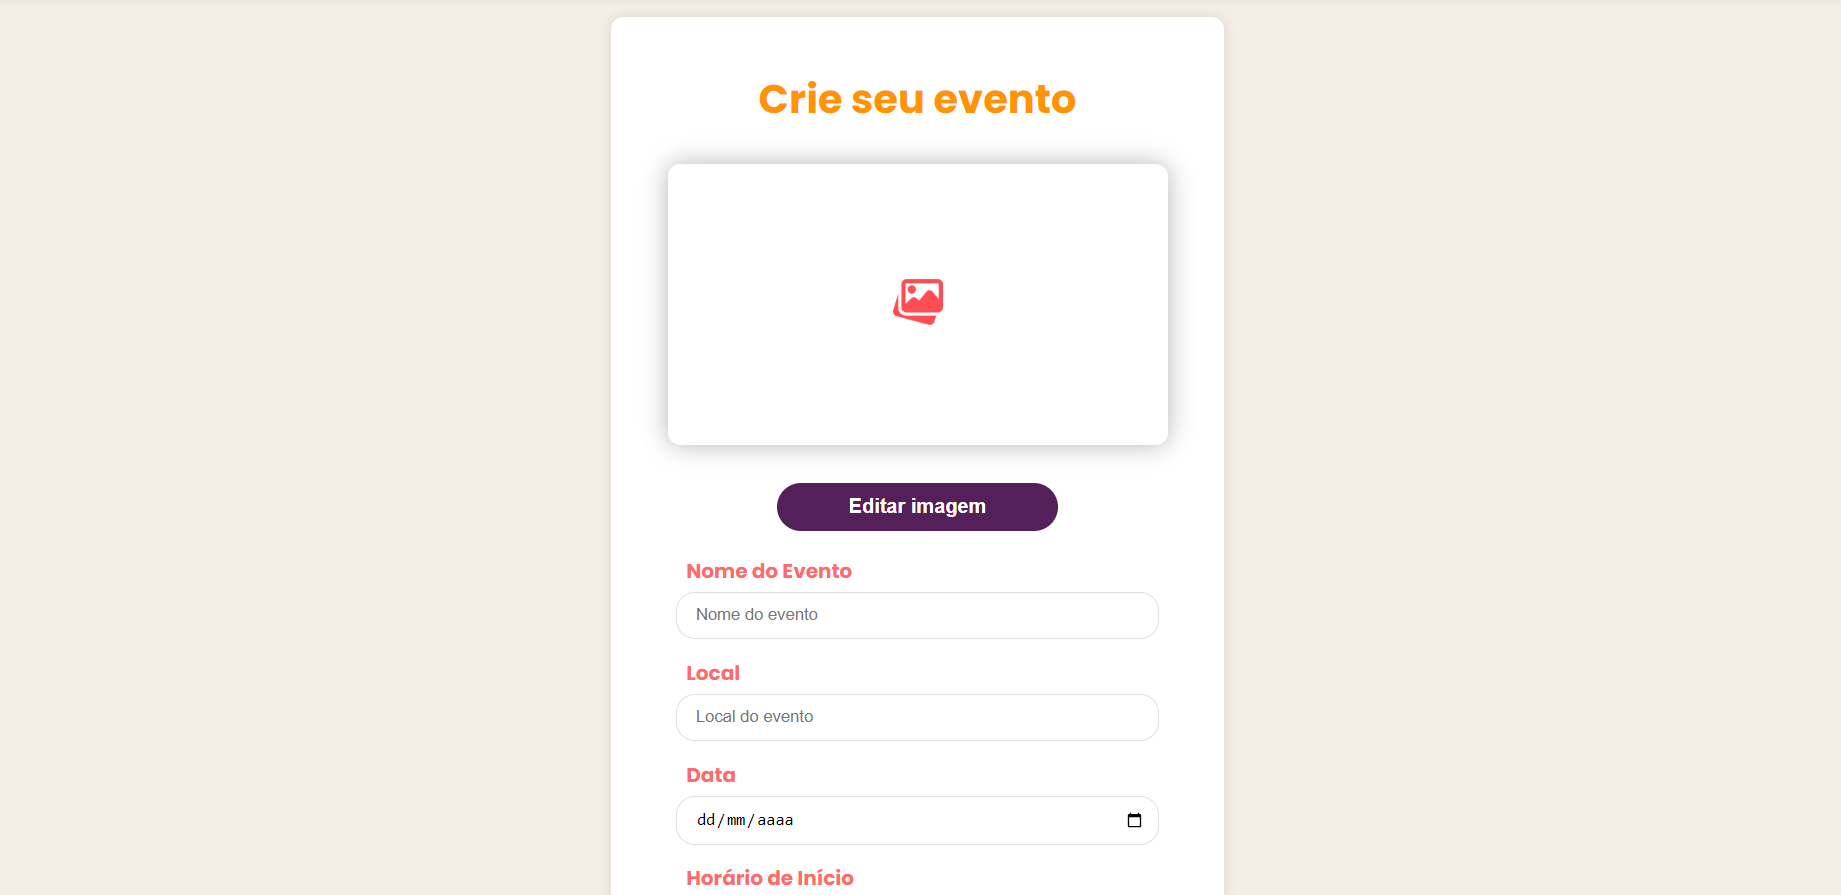 Crie seu evento
Editar imagem
Nome do Evento
Nome do evento
Local
Local do evento
Data
dd/mm/aaaa
Horário de Início